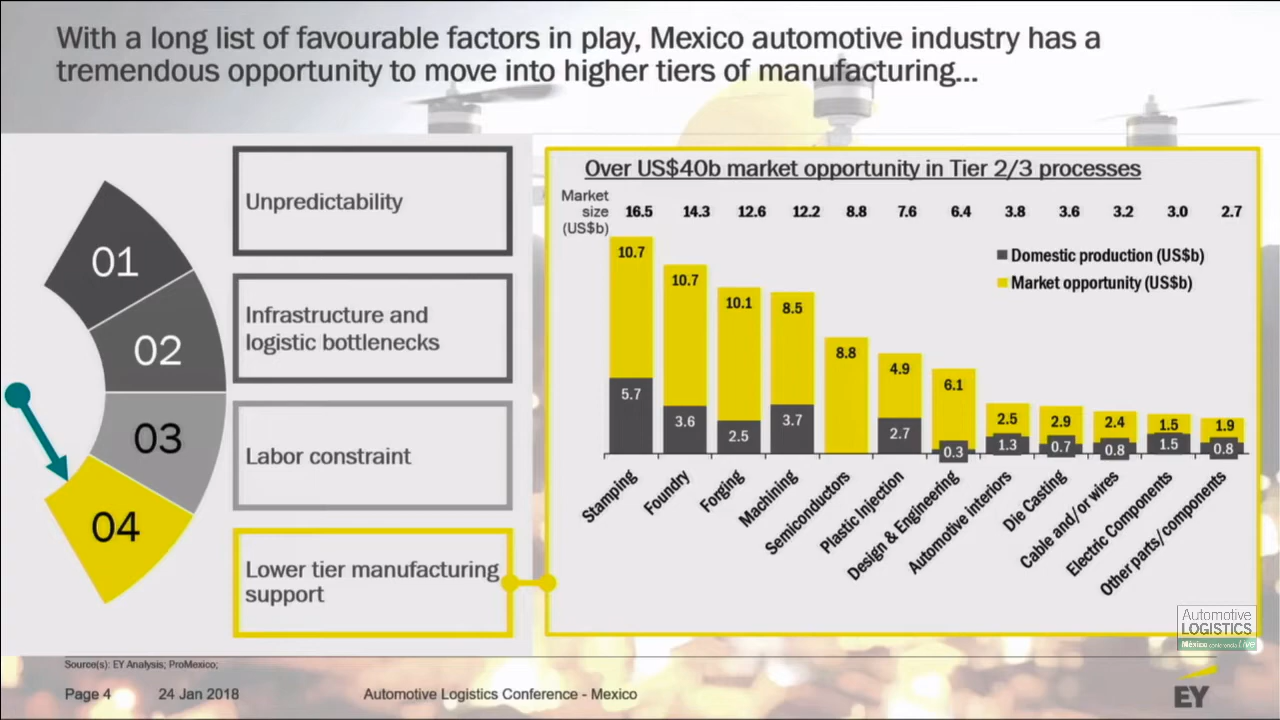 With a long list of favourable factors in play, Mexico automotive industry has a
tremendous opportunity to move into higher tiers of manufacturing...
01
02
03
04
Unpredictability
Infrastructure and
logistic bottlenecks
Labor constraint
Lower tier manufacturing
support
Over US$40b market opportunity in Tier 2/3 processes
Market
size
(US$b)
16.5 14.3 12.6 12.2 8.8 7.6 6.4 3.8 3.6 3.2 3.0 2.7
Domestic production (US$b)
Market opportunity (US$b)
10.7 10.7 10.1 8.5 8.8 4.9 6.1 2.5 2.9 2.4 1.5 1.9
5.7 3.6 2.5 3.7 2.7 0.3 1.3 0.7 0.8 1.5 0.8
Stamping
Foundry
Forging
Machining
Semiconductors
Plastic Injection
Design & Engineering
Automotive interiors
Die Casting
Cable and/or wires
Electric Components
Other parts/components
Automotive
LOGISTICS
México conferencia live
Source(s): EY Analysis; ProMexico;
Page 4 24 Jan 2018 Automotive Logistics Conference - Mexico
EY